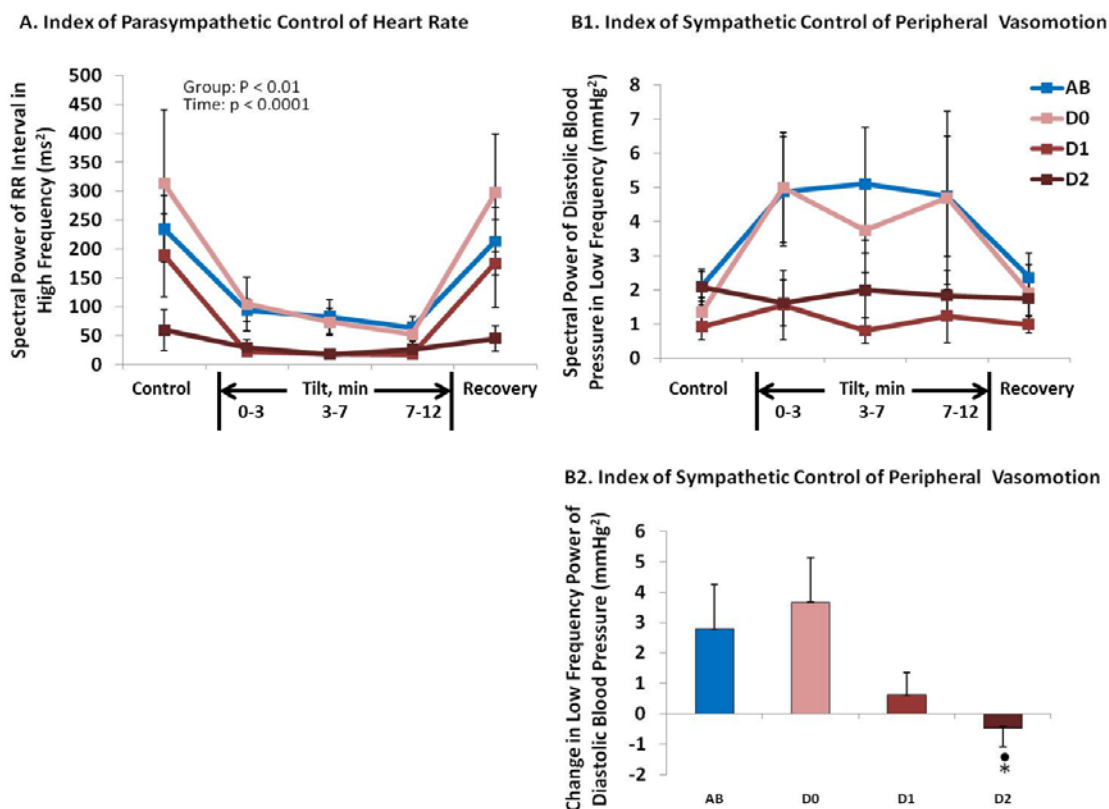 A. Index of Parasympathetic Control of Heart Rate
Spectral Power of RR Interval in
High Frequency (ms²)
500
450
400
350
300
250
200
150
100
50
0
Group: P < 0.01
Time: p < 0.0001
Control
Tilt, min
Recovery
0-3
3-7
7-12
B1. Index of Sympathetic Control of Peripheral Vasomotion
Spectral Power of Diastolic Blood
Pressure in Low Frequency (mmHg²)
8
7
6
5
4
3
2
1
0
AB
D0
D1
D2
Control
Tilt, min
Recovery
0-3
3-7
7-12
B2. Index of Sympathetic Control of Peripheral Vasomotion
Change in Low Frequency Power of
Diastolic Blood Pressure (mmHg²)
6
5
4
3
2
1
0
-1
-2
●
*
AB
D0
D1
D2